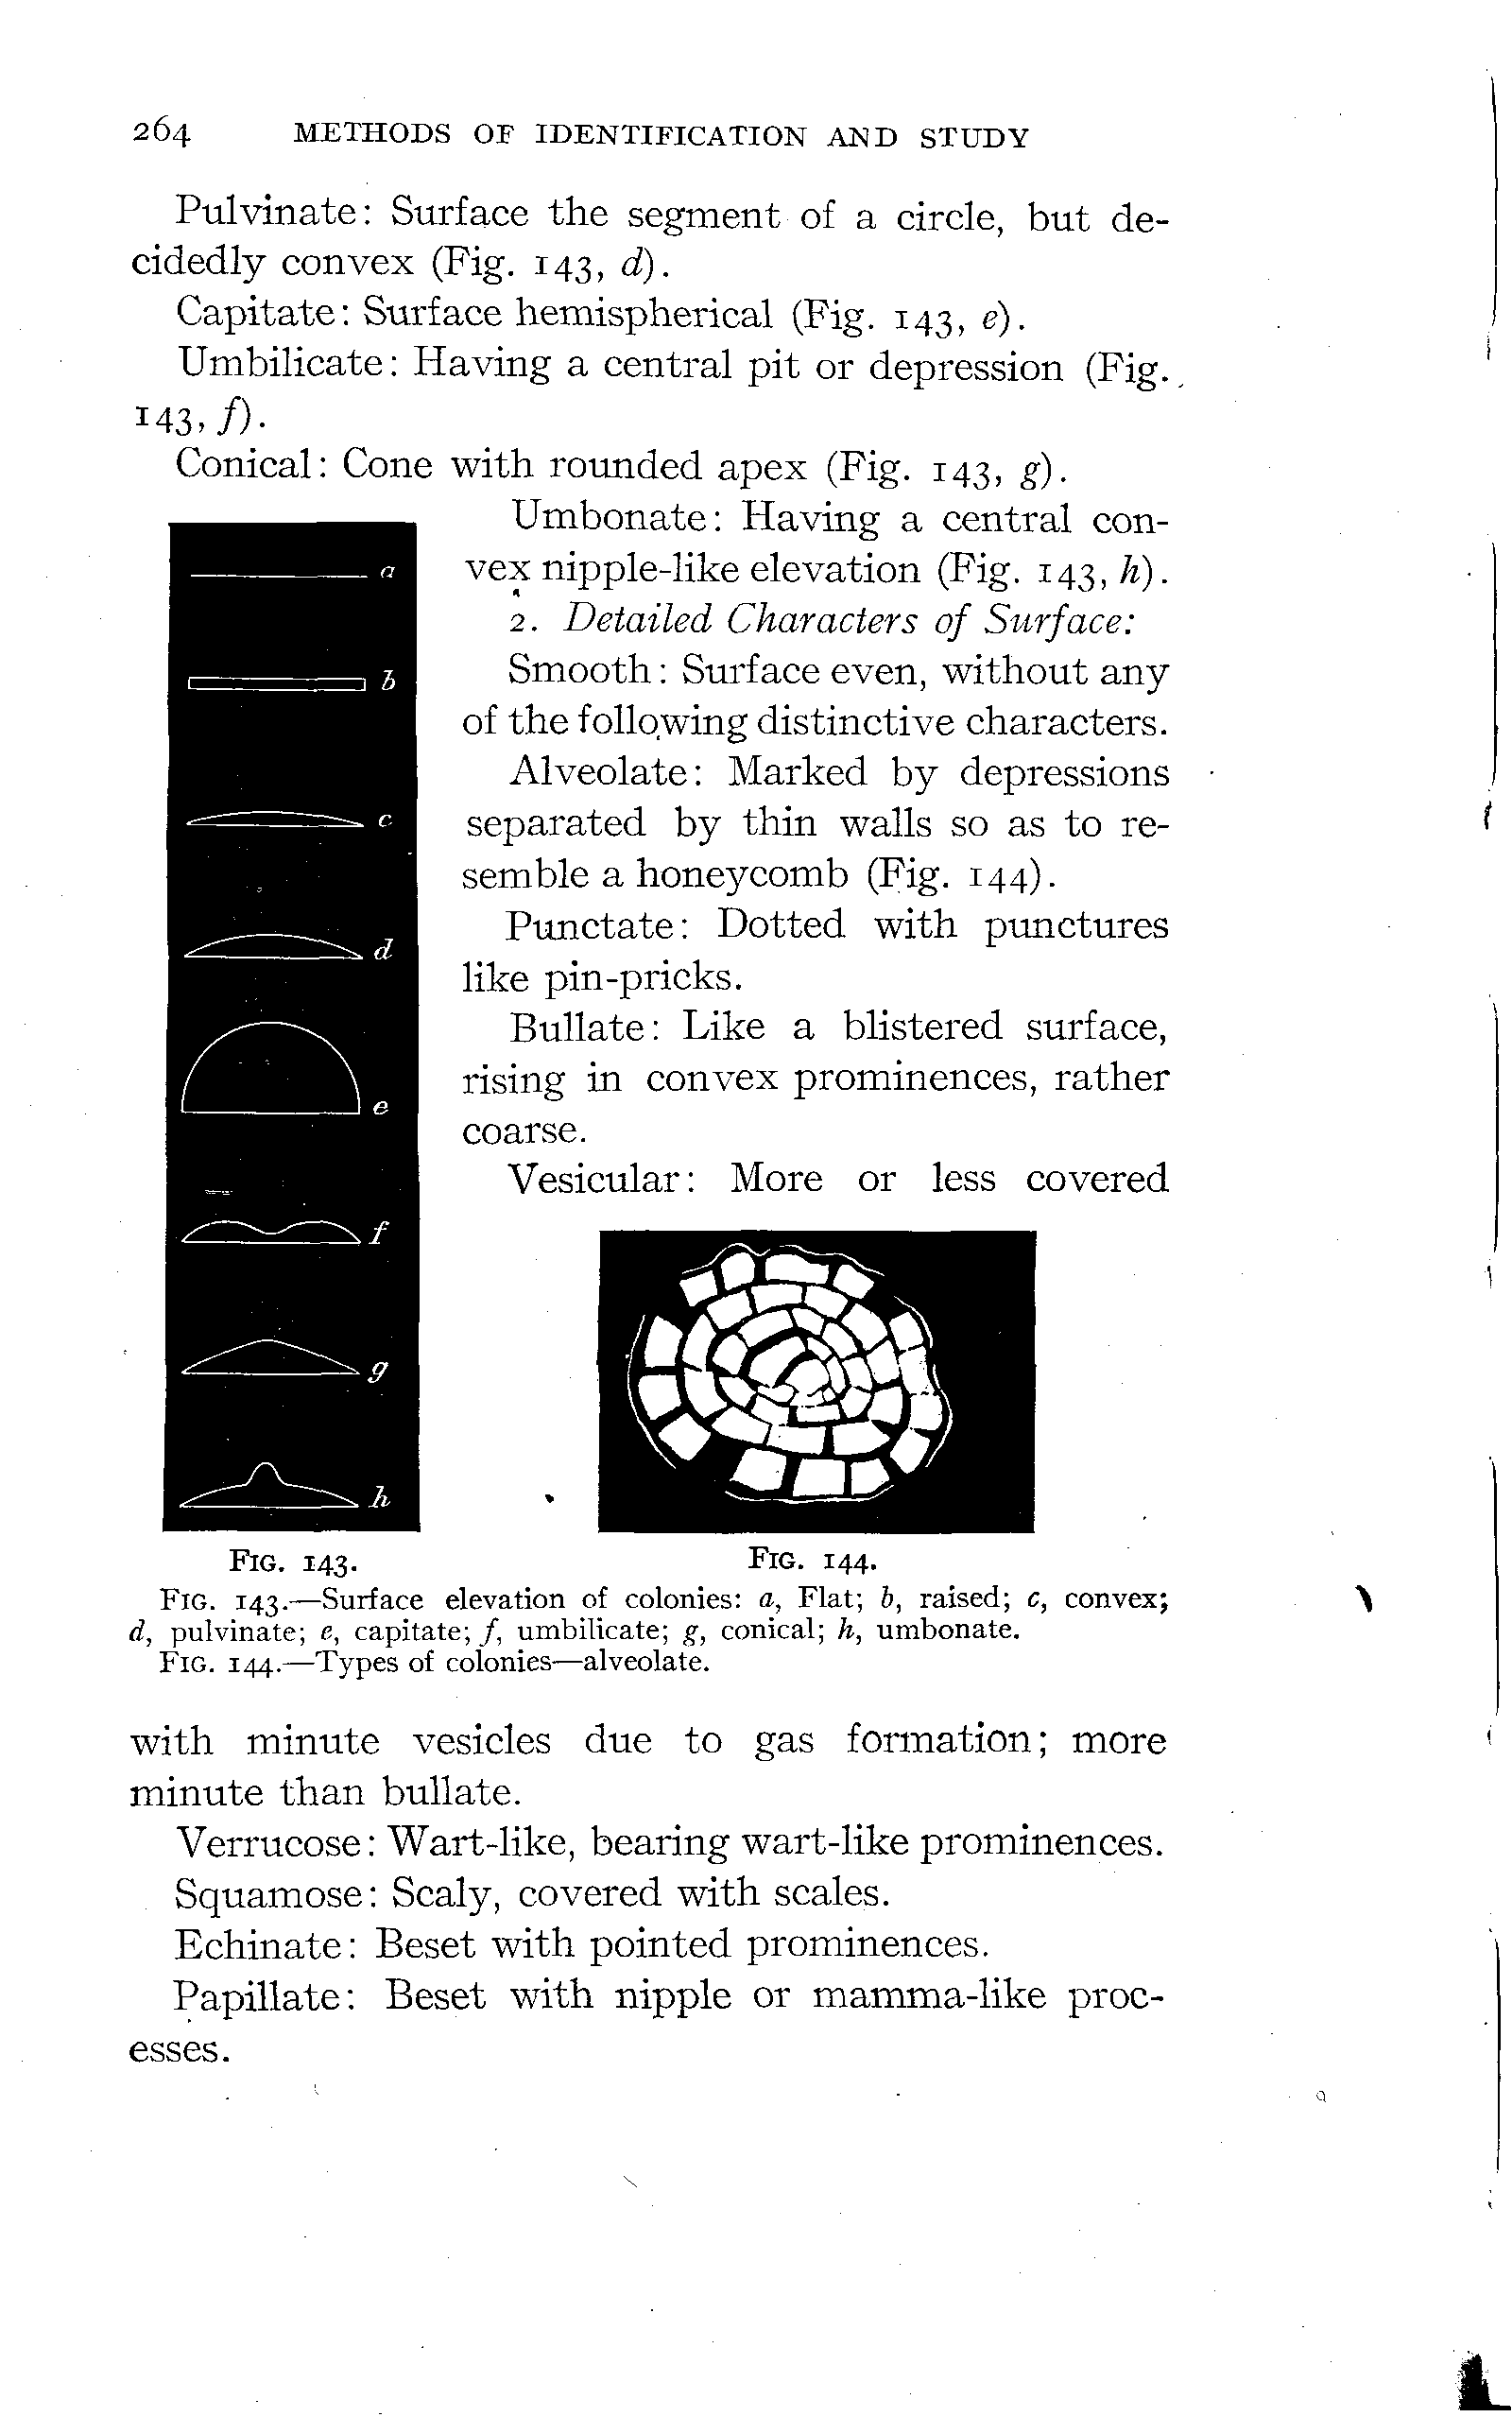 264 METHODS OF IDENTIFICATION AND STUDY
Pulvinate: Surface the segment of a circle, but de-
cidedly convex (Fig. 143, d).
Capitate: Surface hemispherical (Fig. 143, e).
Umbilicate: Having a central pit or depression (Fig.
143, f).
Conical: Cone with rounded apex (Fig. 143, g).
Umbonate: Having a central con-
vex nipple-like elevation (Fig. 143, h).
2. Detailed Characters of Surface:
Smooth: Surface even, without any
of the following distinctive characters.
Alveolate: Marked by depressions
separated by thin walls so as to re-
semble a honeycomb (Fig. 144).
Punctate: Dotted with punctures
like pin-pricks.
Bullate: Like a blistered surface,
rising in convex prominences, rather
coarse.
Vesicular: More or less covered
a
b
c
d
e
f
g
h
FIG. 143.
FIG. 144.
FIG. 143.—Surface elevation of colonies: a, Flat; b, raised; c, convex;
d, pulvinate; e, capitate; f, umbilicate; g, conical; h, umbonate.
FIG. 144.—Types of colonies—alveolate.
with minute vesicles due to gas formation; more
minute than bullate.
Verrucose: Wart-like, bearing wart-like prominences.
Squamose: Scaly, covered with scales.
Echinate: Beset with pointed prominences.
Papillate: Beset with nipple or mamma-like proc-
esses.